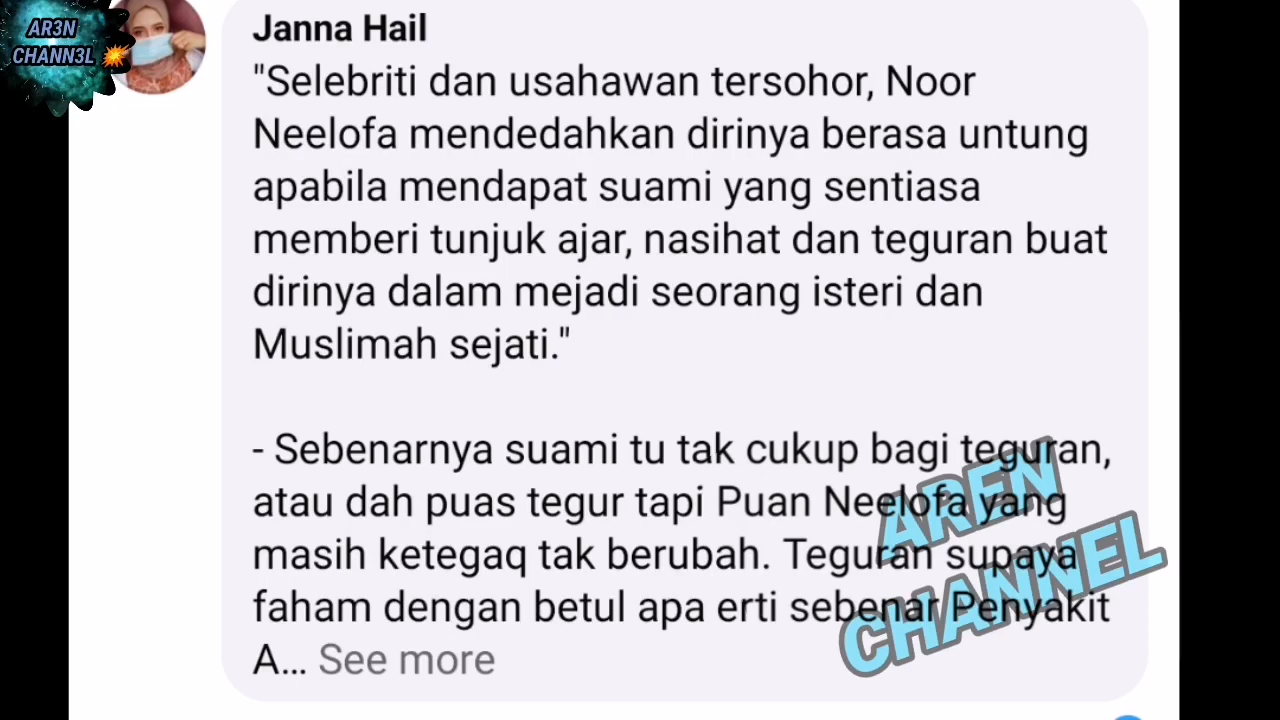 AR3N
CHANN3L
Janna Hail
"Selebriti dan usahawan tersohor, Noor
Neelofa mendedahkan dirinya berasa untung
apabila mendapat suami yang sentiasa
memberi tunjuk ajar, nasihat dan teguran buat
dirinya dalam mejadi seorang isteri dan
Muslimah sejati."
- Sebenarnya suami tu tak cukup bagi teguran,
atau dah puas tegur tapi Puan Neelofa yang
masih ketegaq tak berubah. Teguran supaya
faham dengan betul apa erti sebenar Penyakit
A... See more
AREN
CHANNEL